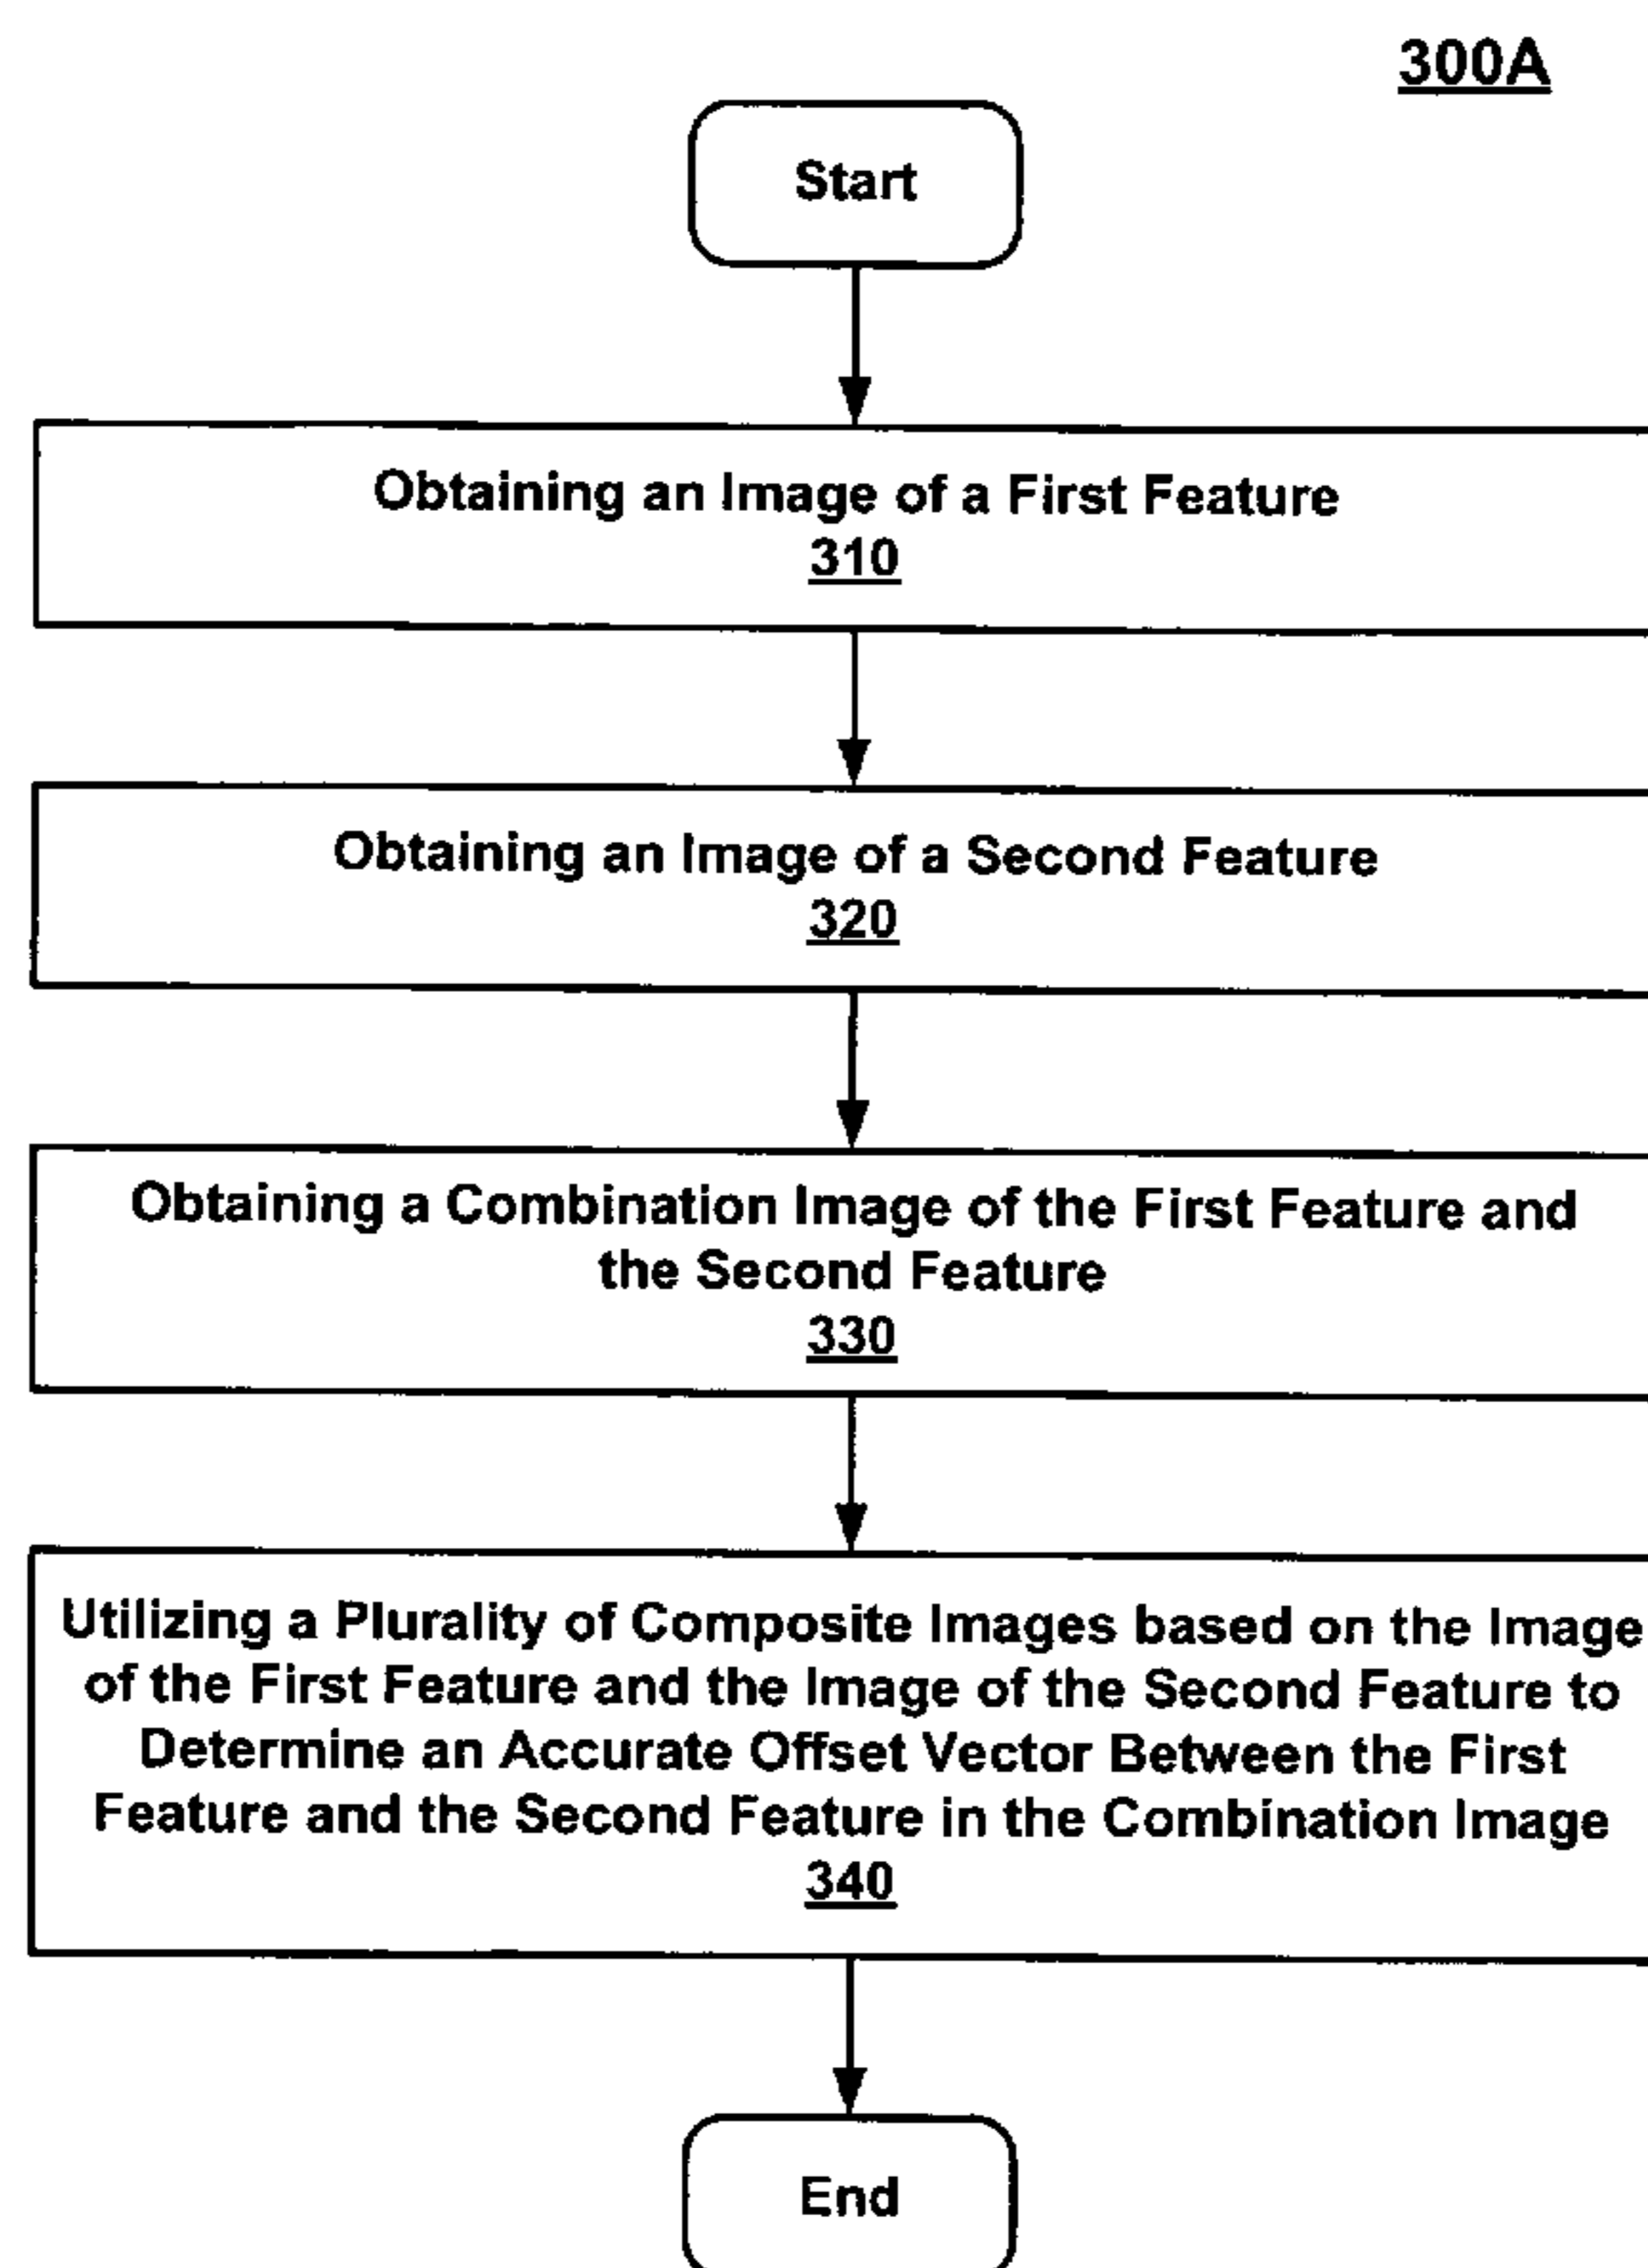 300A
Start
Obtaining an Image of a First Feature
310
Obtaining an Image of a Second Feature
320
Obtaining a Combination Image of the First Feature and
the Second Feature
330
Utilizing a Plurality of Composite Images based on the Image
of the First Feature and the Image of the Second Feature to
Determine an Accurate Offset Vector Between the First
Feature and the Second Feature in the Combination Image
340
End